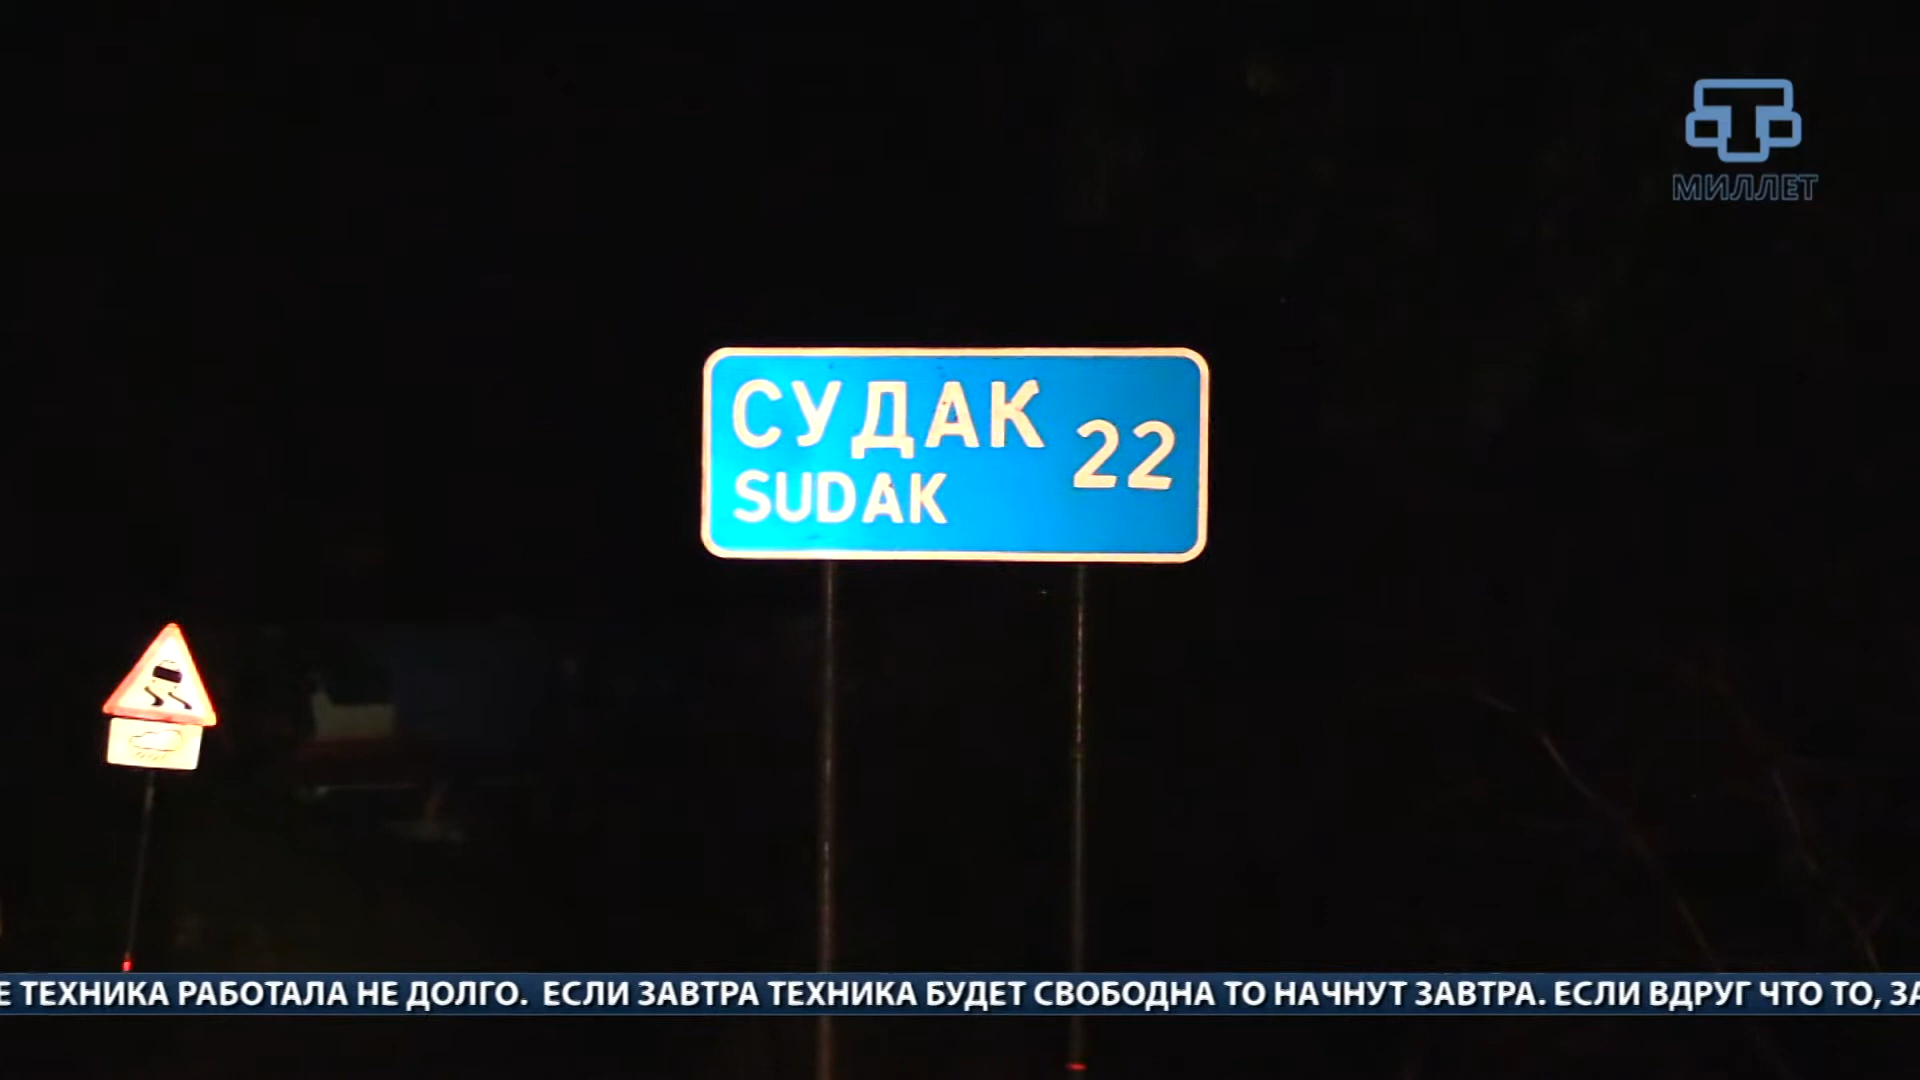 МИЛЛЕТ
СУДАК
SUDAK
22
Е ТЕХНИКА РАБОТАЛА НЕ ДОЛГО. ЕСЛИ ЗАВТРА ТЕХНИКА БУДЕТ СВОБОДНА ТО НАЧНУТ ЗАВТРА. ЕСЛИ ВДРУГ ЧТО ТО, ЗА